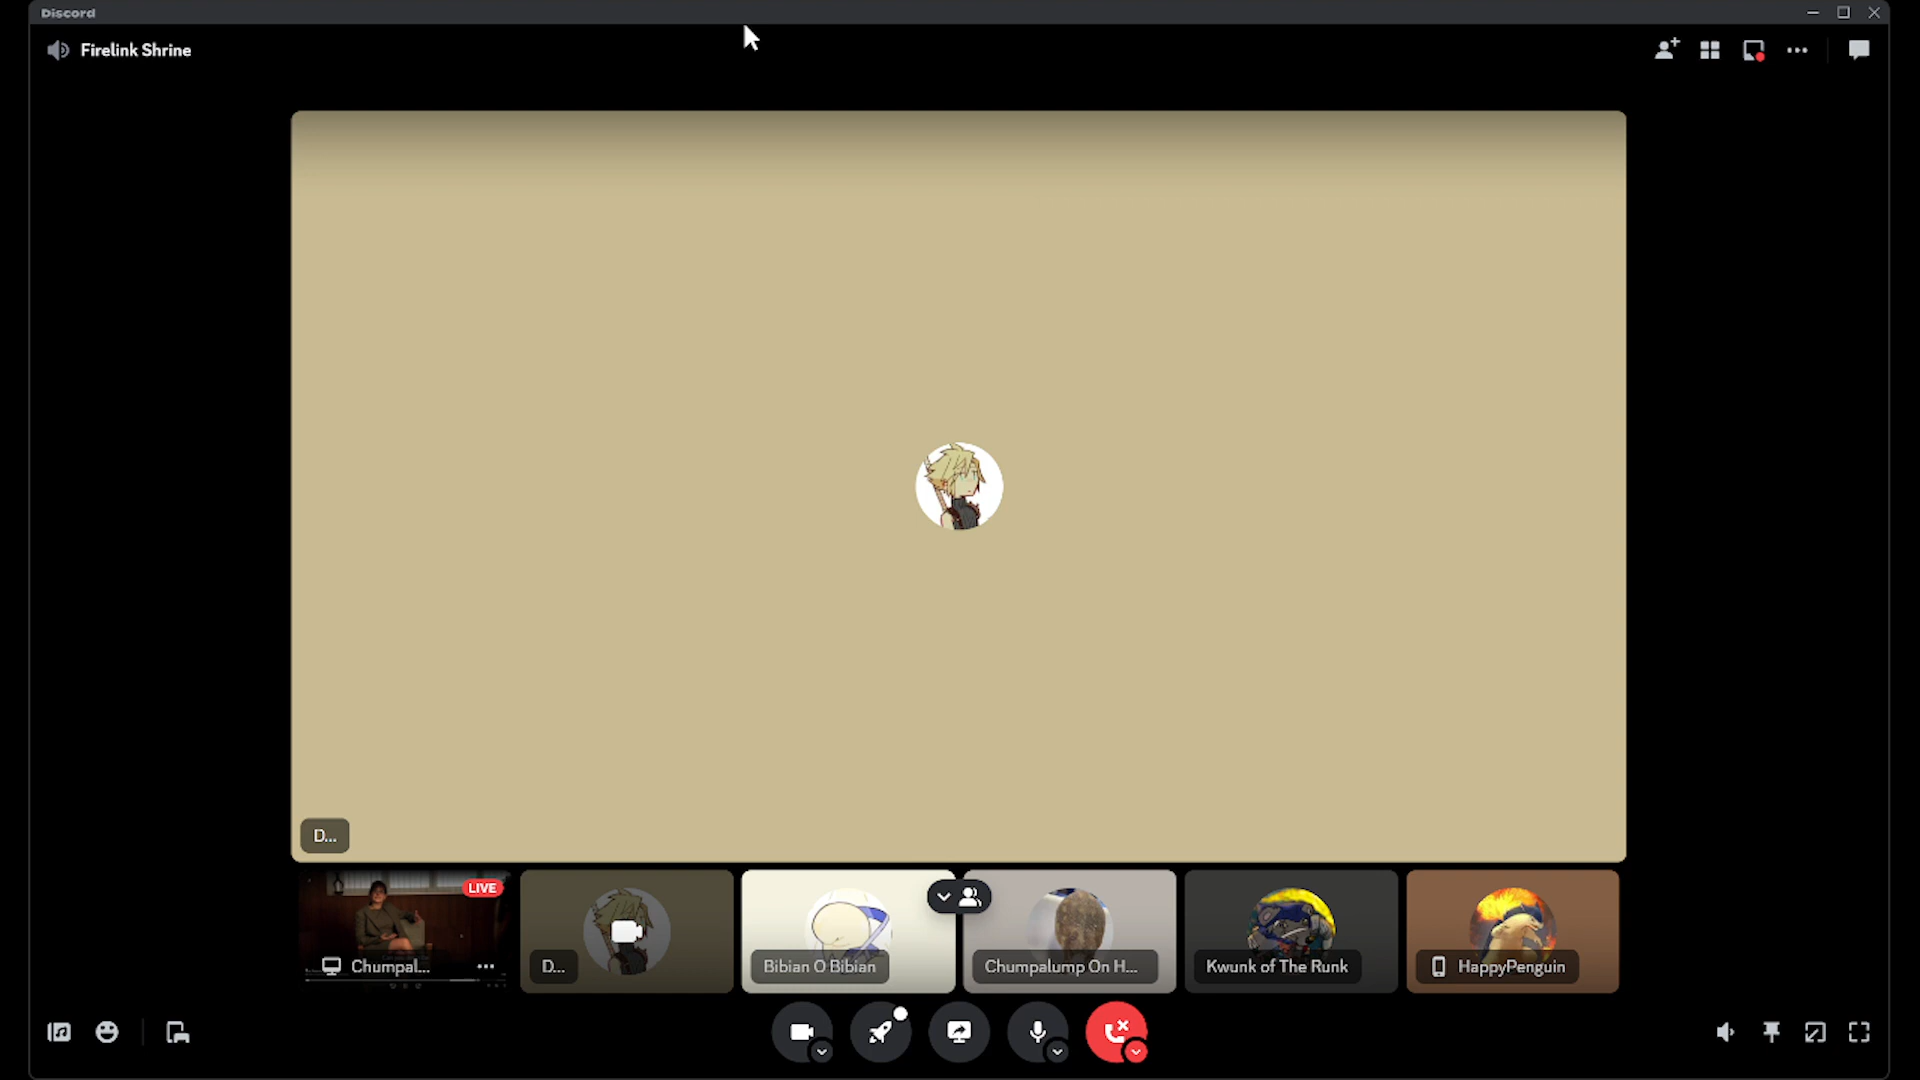 Discord
Firelink Shrine
D...
LIVE
Chumpal...
D...
Bibian O Bibian
Chumpalump On H...
Kwunk of The Runk
HappyPenguin